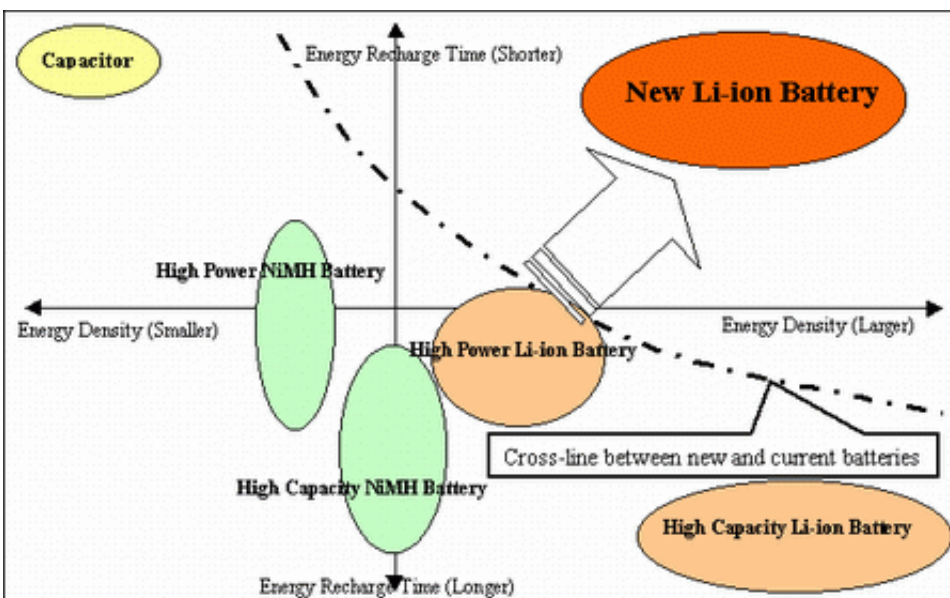 Capacitor
Energy Recharge Time (Shorter)
New Li-ion Battery
High Power NiMH Battery
Energy Density (Smaller)
Energy Density (Larger)
High Power Li-ion Battery
Cross-line between new and current batteries
High Capacity NiMH Battery
High Capacity Li-ion Battery
Energy Recharge Time (Longer)